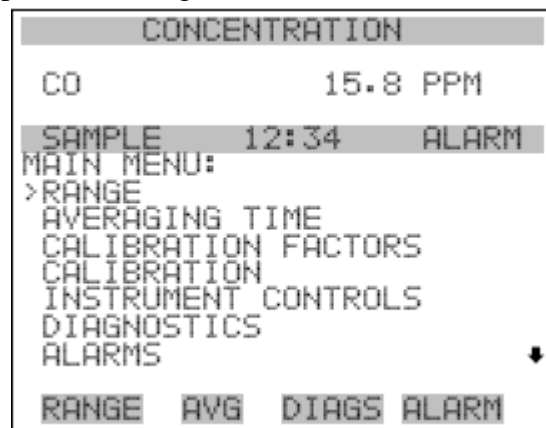 CONCENTRATION
CO 15.8 PPM
SAMPLE 12:34 ALARM
MAIN MENU:
>RANGE
AVERAGING TIME
CALIBRATION FACTORS
CALIBRATION
INSTRUMENT CONTROLS
DIAGNOSTICS
ALARMS
RANGE AVG DIAGS ALARM